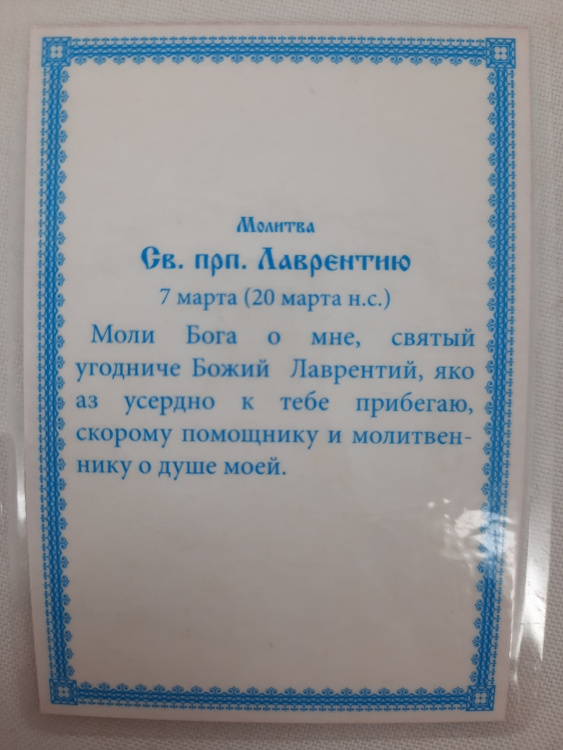 Молитва
Св. прп. Лаврентию
7 марта (20 марта н.с.)
Моли Бога о мне, святый
угодниче Божий Лаврентий, яко
аз усердно к тебе прибегаю,
скорому помощнику и молитвен-
нику о душе моей.